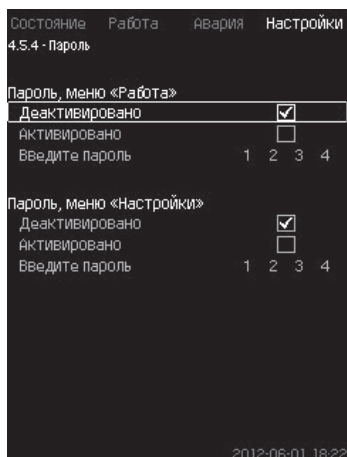 Состояние Работа Авария Настройки
4.5.4 - Пароль
Пароль, меню «Работа»
Деактивировано
Активировано
Введите пароль 1 2 3 4
Пароль, меню «Настройки»
Деактивировано
Активировано
Введите пароль 1 2 3 4
2012-06-01 18:22